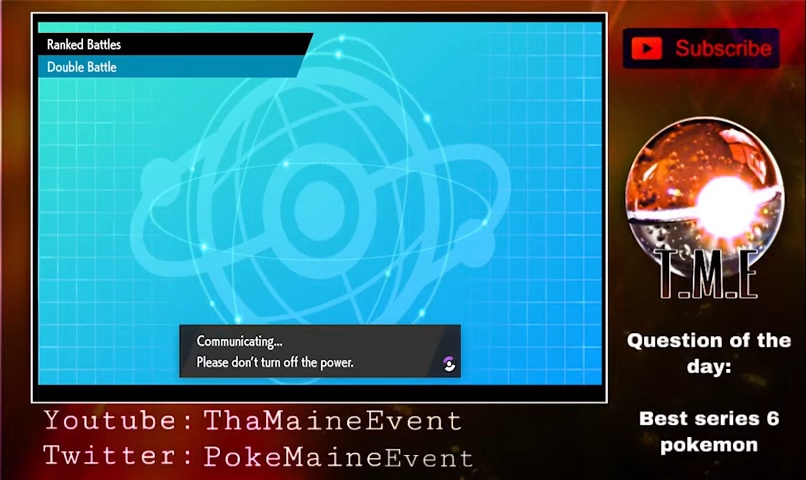 Ranked Battles
Double Battle
Subscribe
T.M.E
Communicating...
Please don't turn off the power.
Question of the
day:
Best series 6
pokemon
Youtube: ThaMaineEvent
Twitter: PokeMaineEvent